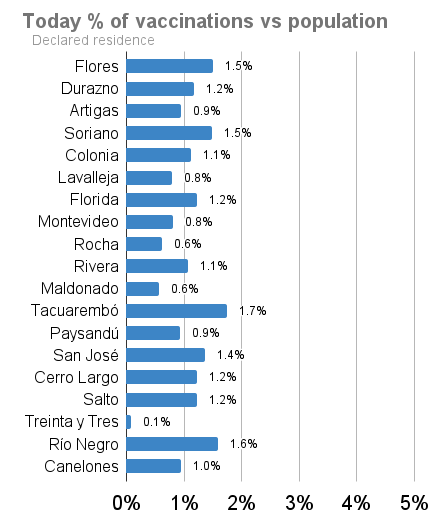 Today % of vaccinations vs population
Declared residence
Flores 1.5%
Durazno 1.2%
Artigas 0.9%
Soriano 1.5%
Colonia 1.1%
Lavalleja 0.8%
Florida 1.2%
Montevideo 0.8%
Rocha 0.6%
Rivera 1.1%
Maldonado 0.6%
Tacuarembó 1.7%
Paysandú 0.9%
San José 1.4%
Cerro Largo 1.2%
Salto 1.2%
Treinta y Tres 0.1%
Río Negro 1.6%
Canelones 1.0%
0% 1% 2% 3% 4% 5%